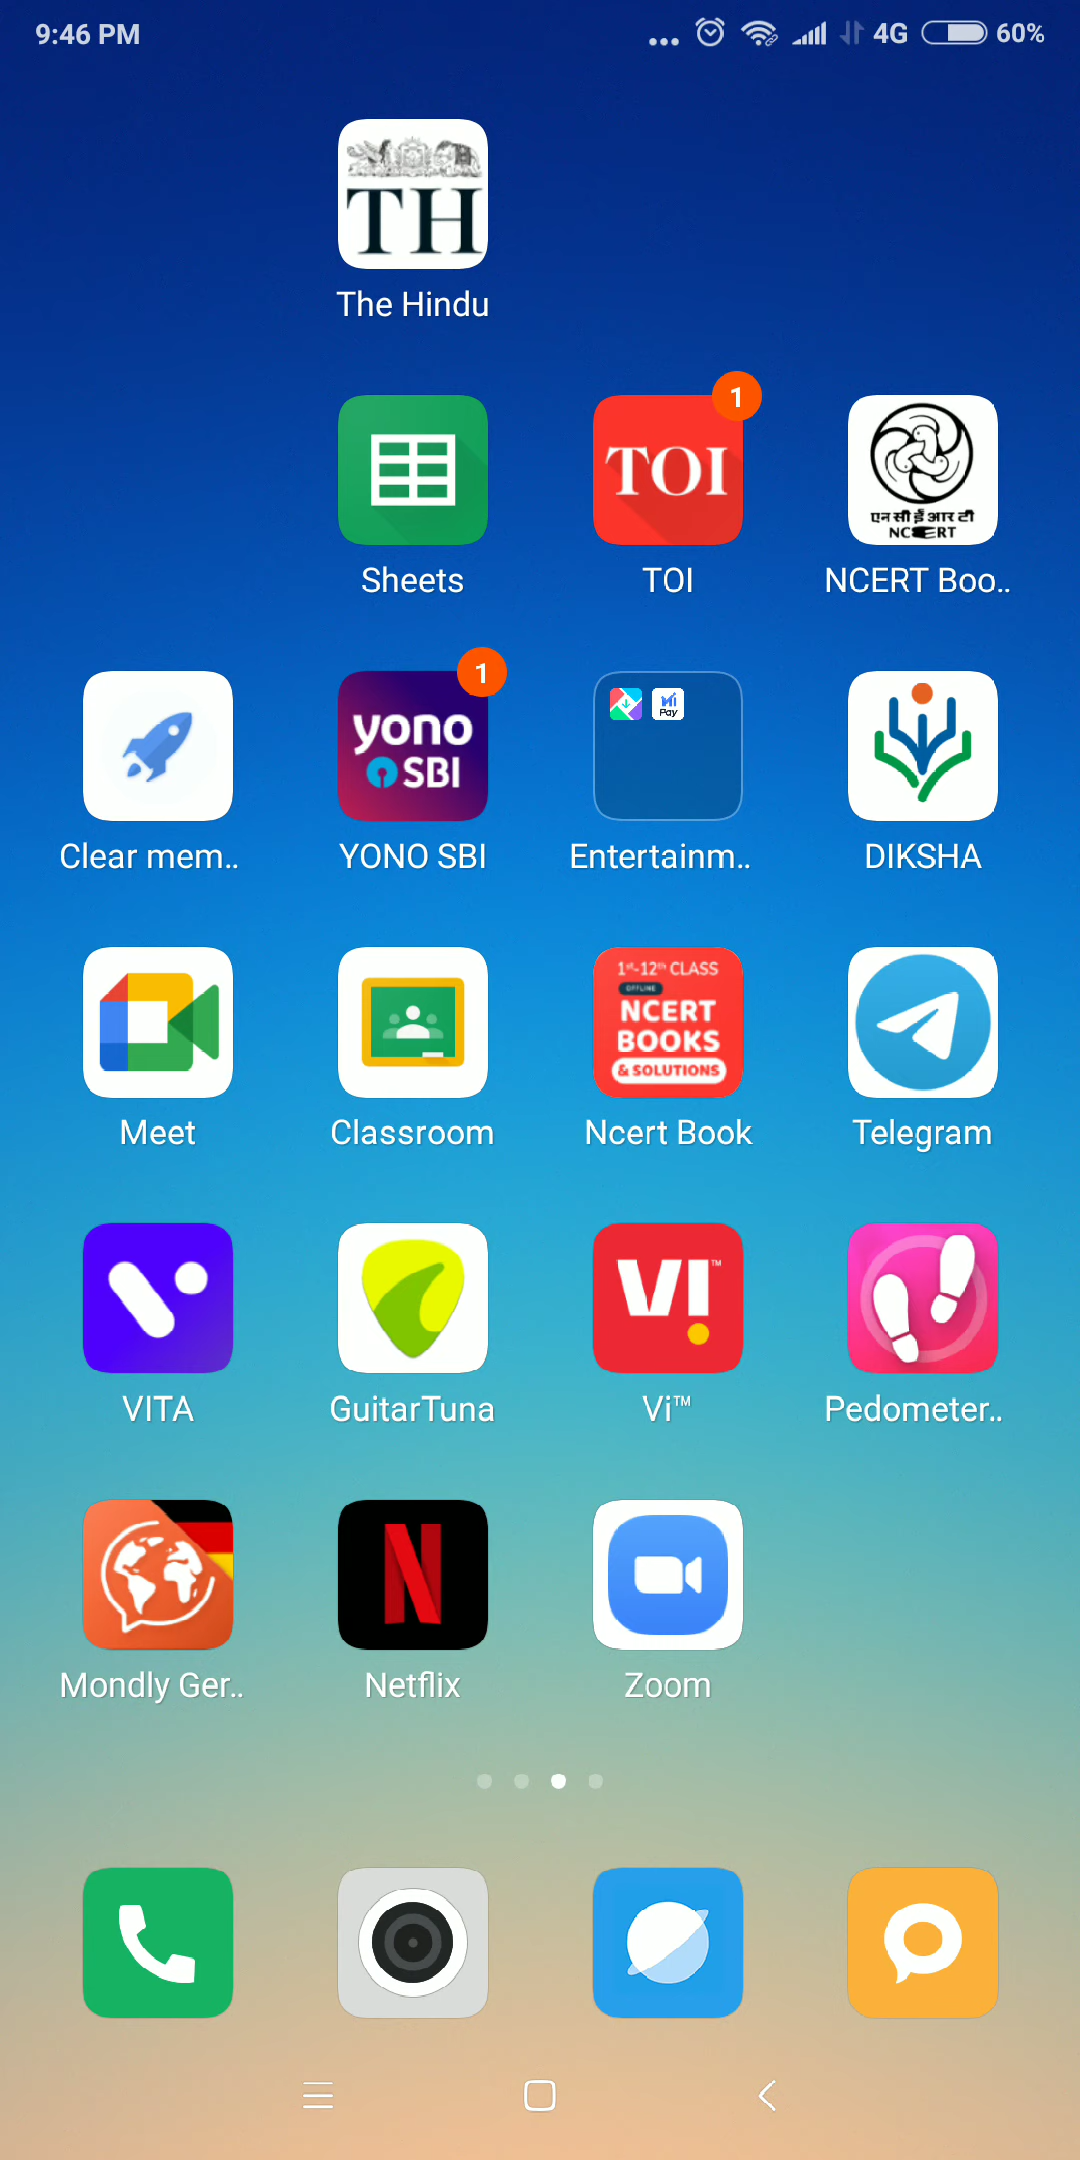 9:46 PM
4G
60%
TH
The Hindu
1
TOI
एन सी ई आर टी
NCERT
Sheets
TOI
NCERT Boo..
1
yono
SBI
Pay
Clear mem..
YONO SBI
Entertainm..
DIKSHA
1st-12th CLASS
OFFLINE
NCERT
BOOKS
& SOLUTIONS
Meet
Classroom
Ncert Book
Telegram
VI™
VITA
GuitarTuna
Vi™
Pedometer..
N
Mondly Ger..
Netflix
Zoom